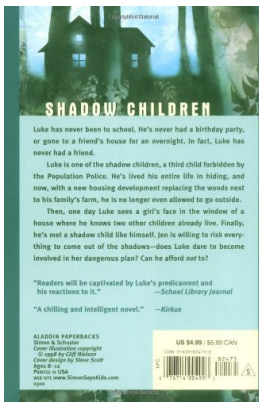 SHADOW CHILDREN
Luke has never been to school. He's never had a birthday party,
or gone to a friend's house for an overnight. In fact, Luke has
never had a friend.
Luke is one of the shadow children, a third child forbidden by
the Population Police. He's lived his entire life in hiding, and
now, with a new housing development replacing the woods next
to his family's farm, he is no longer even allowed to go outside.
Then, one day Luke sees a girl's face in the window of a
house where he knows two other children already live. Finally,
he's met a shadow child like himself. Jen is willing to risk every-
thing to come out of the shadows—does Luke dare to become
involved in her dangerous plan? Can he afford not to?
"Readers will be captivated by Luke's predicament and
his reactions to it." —School Library Journal
"A chilling and intelligent novel." —Kirkus
ALADDIN PAPERBACKS
Simon & Schuster
Cover illustration copyright
© 1998 by Cliff Nielsen
Cover design by Steve Scott
Ages 8–12
PRINTED IN USA
WEB SITE www.SimonSaysKids.com
US $4.99 / $6.99 CAN
82475